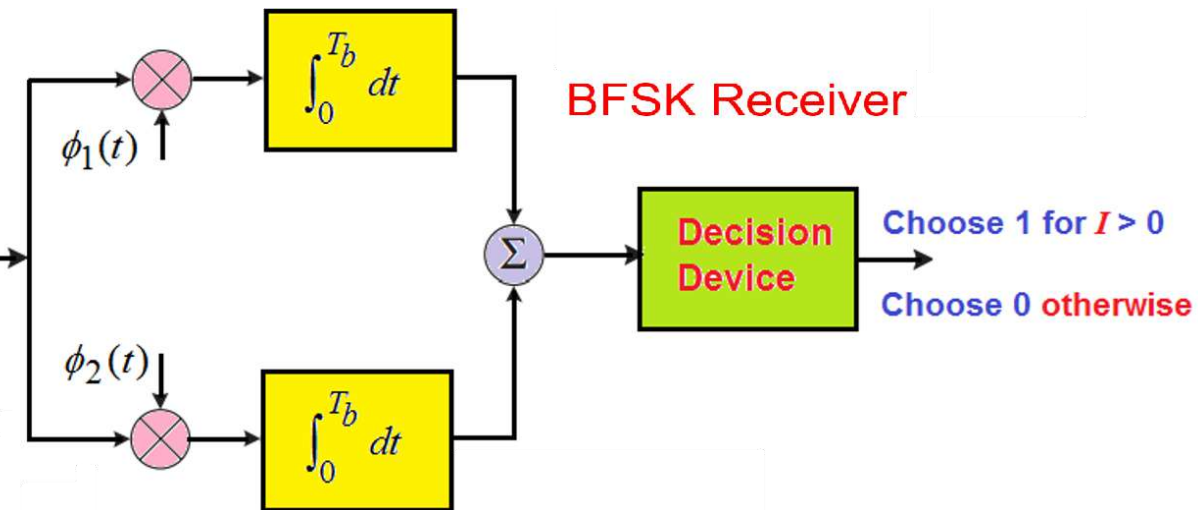 ∫₀^{T_b} dt
BFSK Receiver
ϕ₁(t)
Σ
Decision
Device
Choose 1 for I > 0
Choose 0 otherwise
ϕ₂(t)
∫₀^{T_b} dt